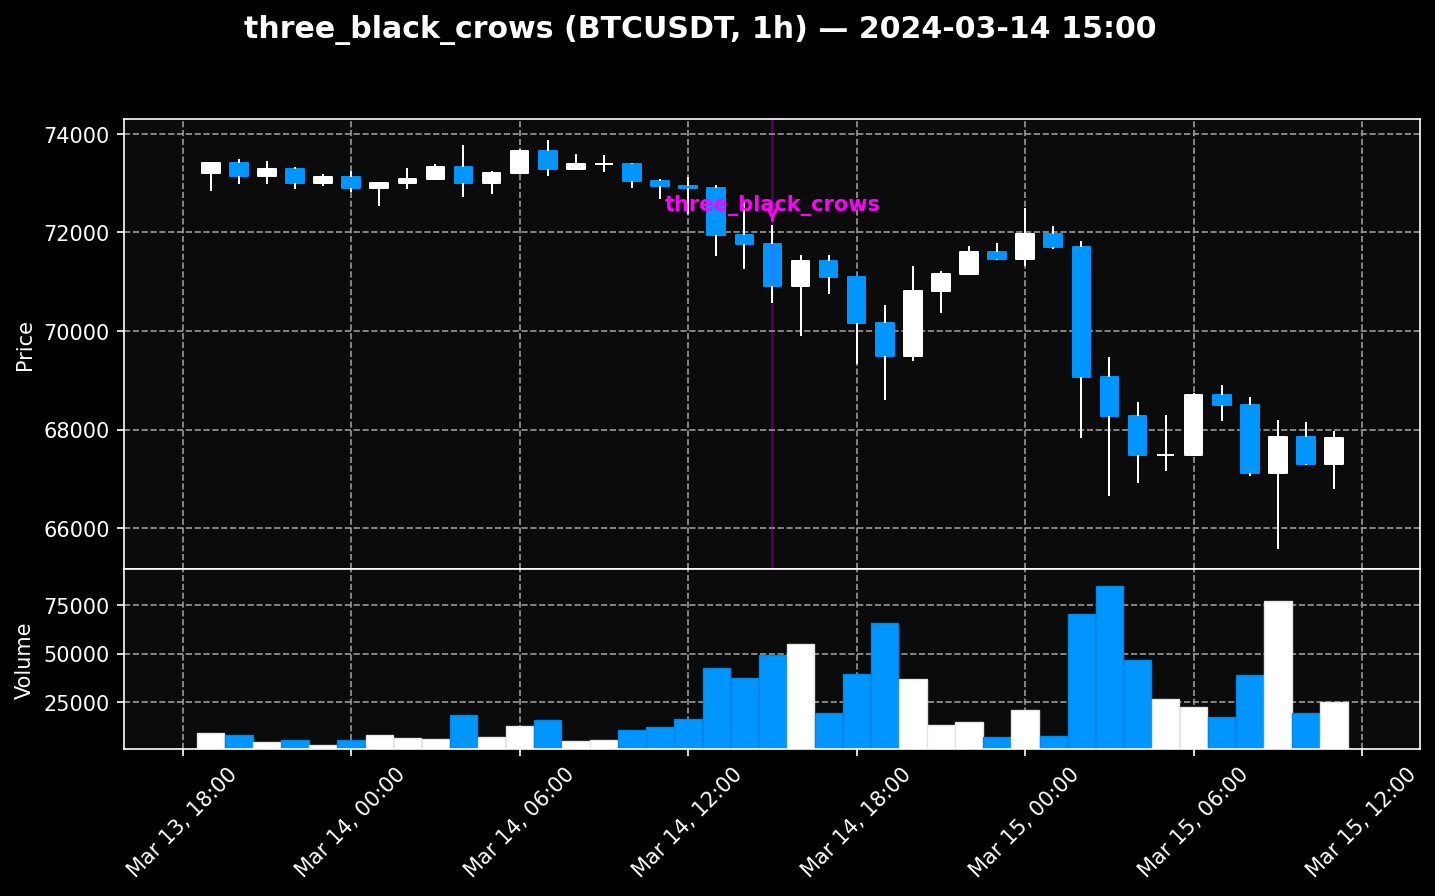 three_black_crows (BTCUSDT, 1h) — 2024-03-14 15:00
74000
72000
70000
68000
66000
Price
three_black_crows
75000
50000
25000
Volume
Mar 13, 18:00
Mar 14, 00:00
Mar 14, 06:00
Mar 14, 12:00
Mar 14, 18:00
Mar 15, 00:00
Mar 15, 06:00
Mar 15, 12:00